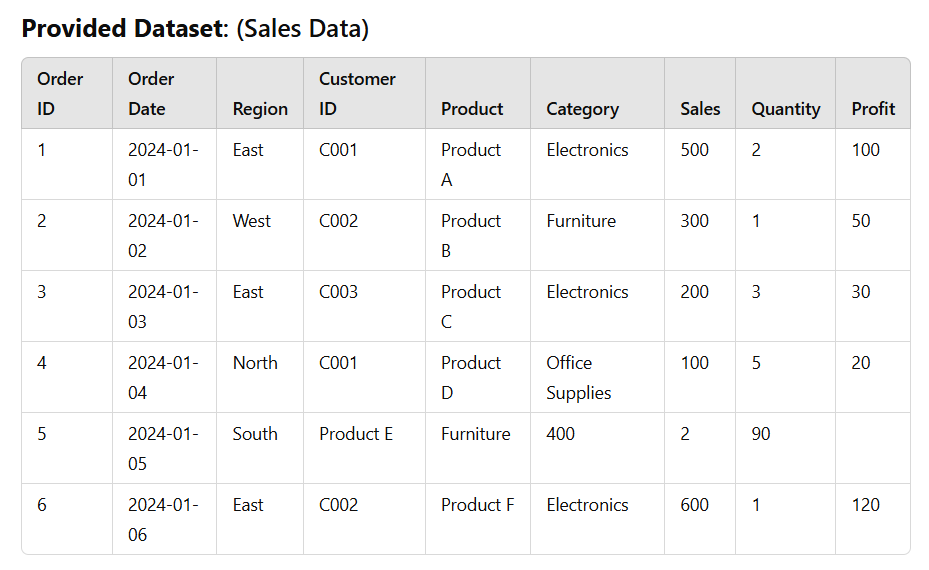 Provided Dataset: (Sales Data)
Order ID Order Date Region Customer ID Product Category Sales Quantity Profit
1 2024-01-01 East C001 Product A Electronics 500 2 100
2 2024-01-02 West C002 Product B Furniture 300 1 50
3 2024-01-03 East C003 Product C Electronics 200 3 30
4 2024-01-04 North C001 Product D Office Supplies 100 5 20
5 2024-01-05 South Product E Furniture 400 2 90
6 2024-01-06 East C002 Product F Electronics 600 1 120